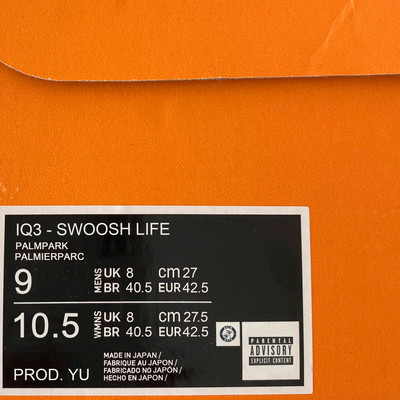 IQ3 - SWOOSH LIFE
PALMPARK
PALMIERPARC
9 MENS UK 8 cm 27
BR 40.5 EUR 42.5
10.5 WMNS UK 8 cm 27.5
BR 40.5 EUR 42.5
MADE IN JAPAN /
FABRIQUE AU JAPON /
FABRICADO NO JAPÓN /
HECHO EN JAPÓN /
PROD. YU
PARENTAL
ADVISORY
EXPLICIT CONTENT